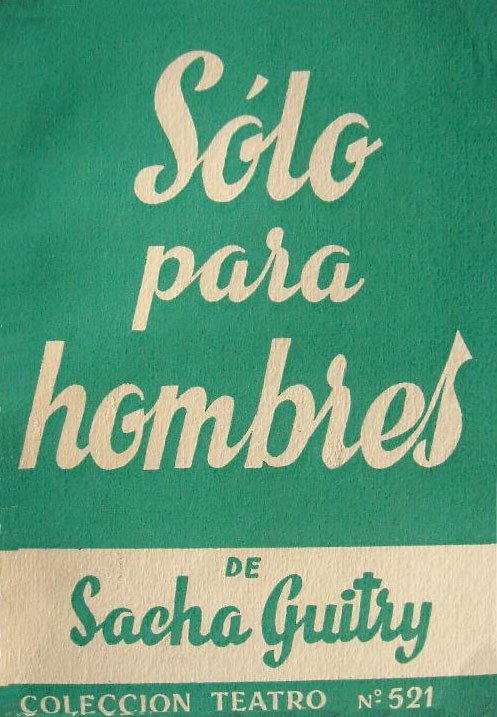 Sólo
para
hombres
DE
Sacha Guitry
COLECCION TEATRO Nº 521